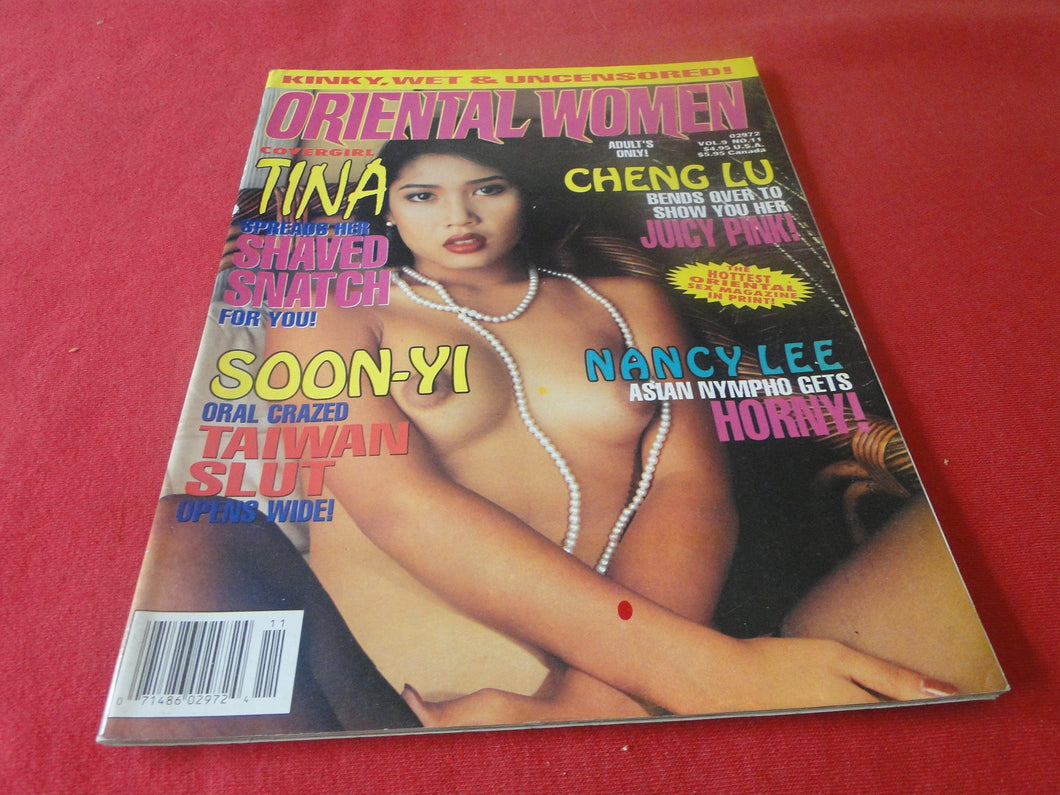 KINKY, WET & UNCENSORED!
ORIENTAL WOMEN
02972
VOL.9 NO.11
$4.95 U.S.A.
$5.95 Canada
ADULT'S
ONLY!
COVERGIRL
TINA
SPREADS HER
SHAVED
SNATCH
FOR YOU!
CHENG LU
BENDS OVER TO
SHOW YOU HER
JUICY PINK!
THE
HOTTEST
ORIENTAL
SEX MAGAZINE
IN PRINT!
SOON-YI
ORAL CRAZED
TAIWAN
SLUT
OPENS WIDE!
NANCY LEE
ASIAN NYMPHO GETS
HORNY!
11
0 71486 02972 4